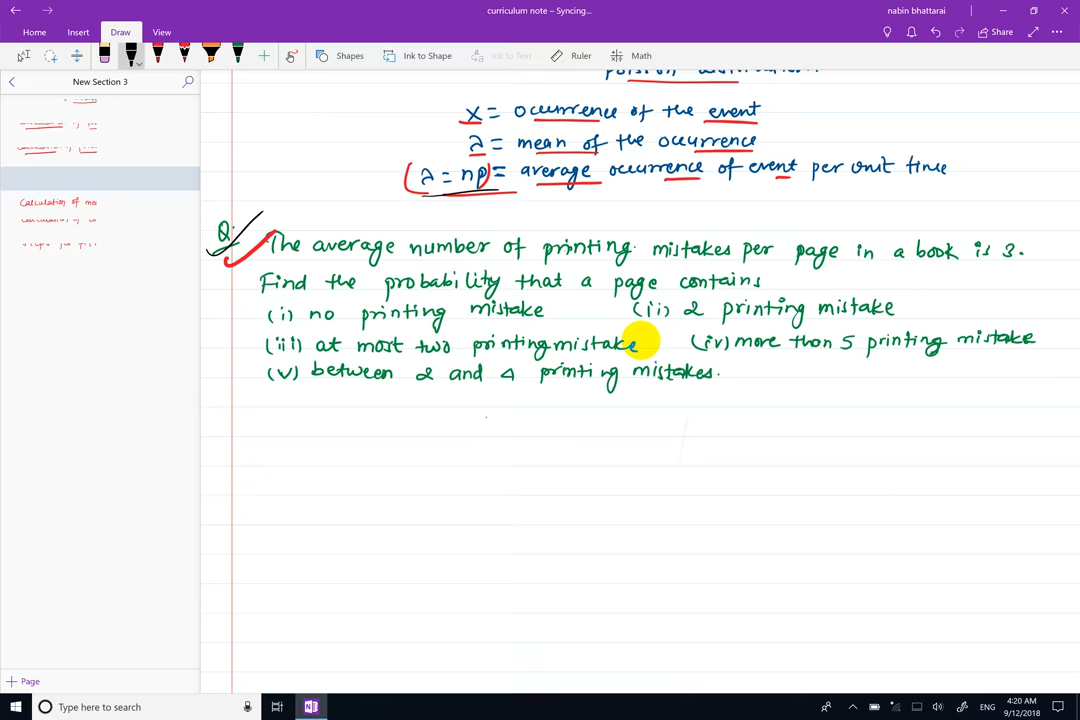 curriculum note – Syncing...
nabin bhattarai
Home Insert Draw View
Share
Shapes Ink to Shape Ink to Text Ruler Math
New Section 3
Calculation of me
x = occurrence of the event
λ = mean of the occurrence
(λ = np) = average occurrence of event per unit time
Q. The average number of printing mistakes per page in a book is 3.
Find the probability that a page contains
(i) no printing mistake (ii) 2 printing mistake
(iii) at most two printing mistake (iv) more than 5 printing mistake
(v) between 2 and 4 printing mistakes.
+ Page
Type here to search
ENG
4:20 AM
9/12/2018